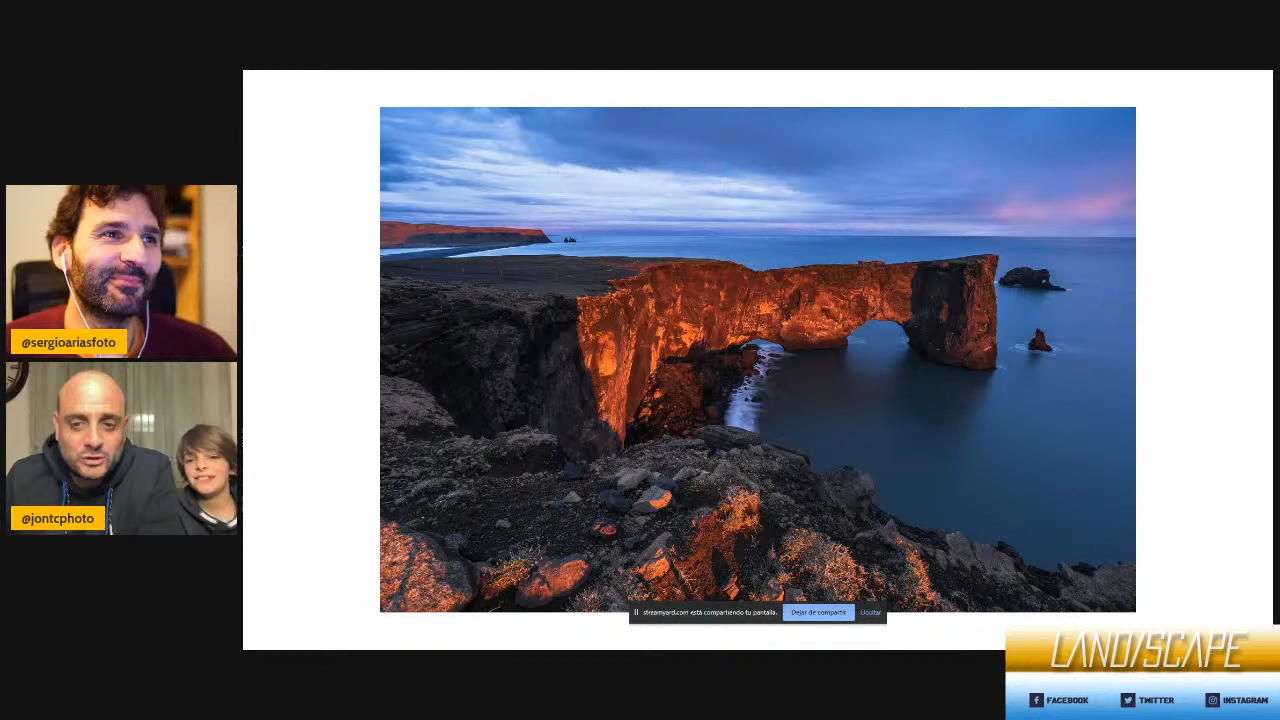 @sergioariasfoto
@jontcphoto
streamyard.com está compartiendo tu pantalla.
Dejar de compartir
Ocultar
LAND/SCAPE
FACEBOOK
TWITTER
INSTAGRAM